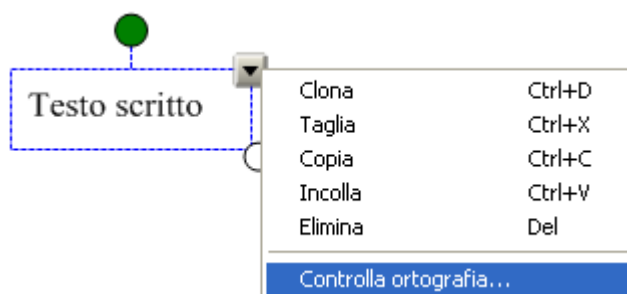 Testo scritto
Clona Ctrl+D
Taglia Ctrl+X
Copia Ctrl+C
Incolla Ctrl+V
Elimina Del
Controlla ortografia...